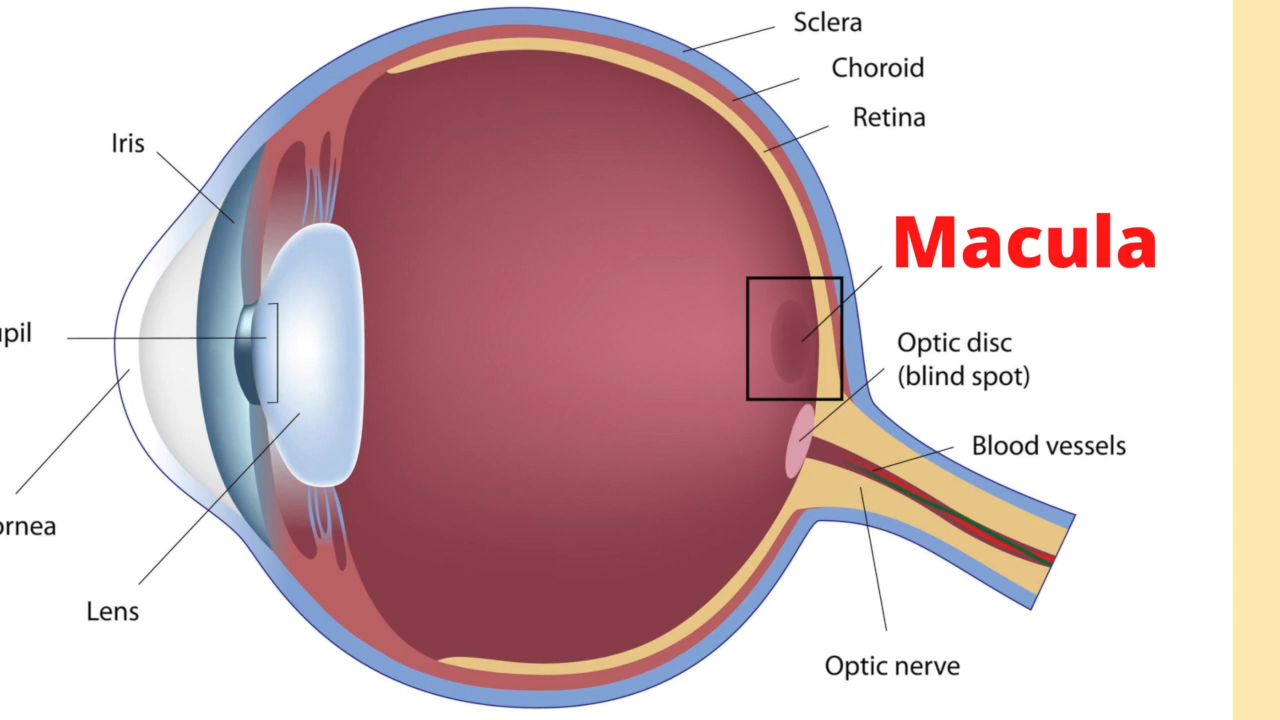 Sclera
Choroid
Retina
Iris
Macula
upil
Optic disc
(blind spot)
Blood vessels
ornea
Lens
Optic nerve